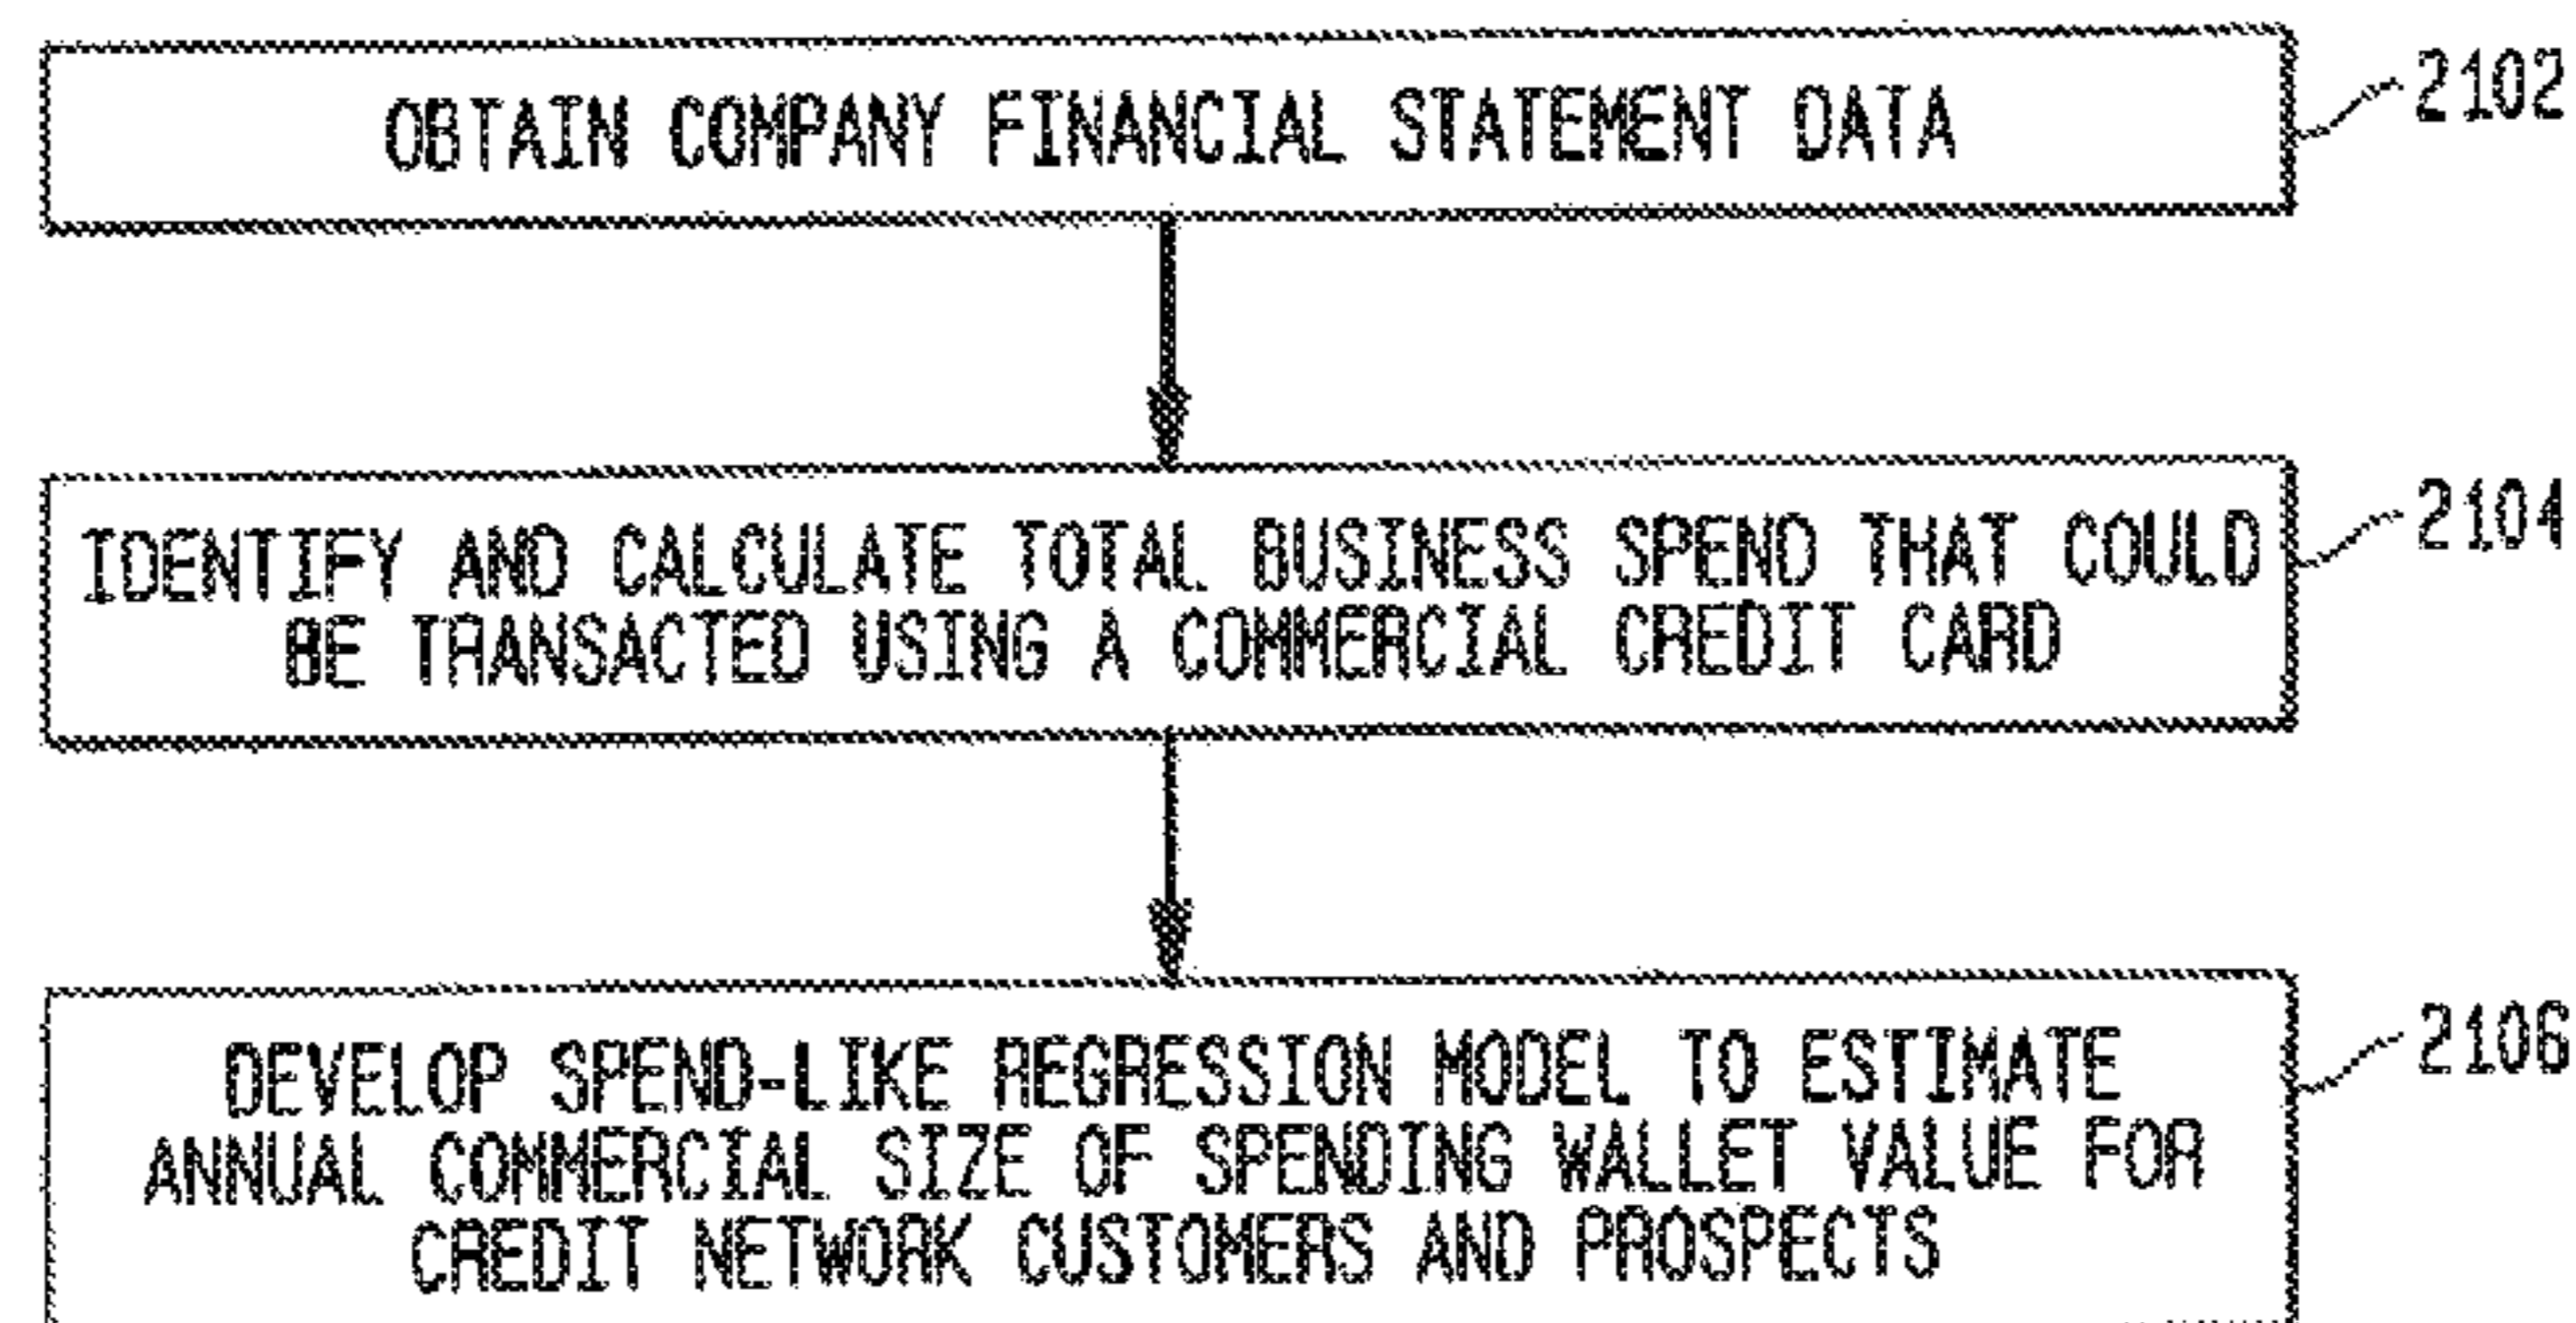 OBTAIN COMPANY FINANCIAL STATEMENT DATA
2102
IDENTIFY AND CALCULATE TOTAL BUSINESS SPEND THAT COULD
BE TRANSACTED USING A COMMERCIAL CREDIT CARD
2104
DEVELOP SPEND-LIKE REGRESSION MODEL TO ESTIMATE
ANNUAL COMMERCIAL SIZE OF SPENDING WALLET VALUE FOR
CREDIT NETWORK CUSTOMERS AND PROSPECTS
2106